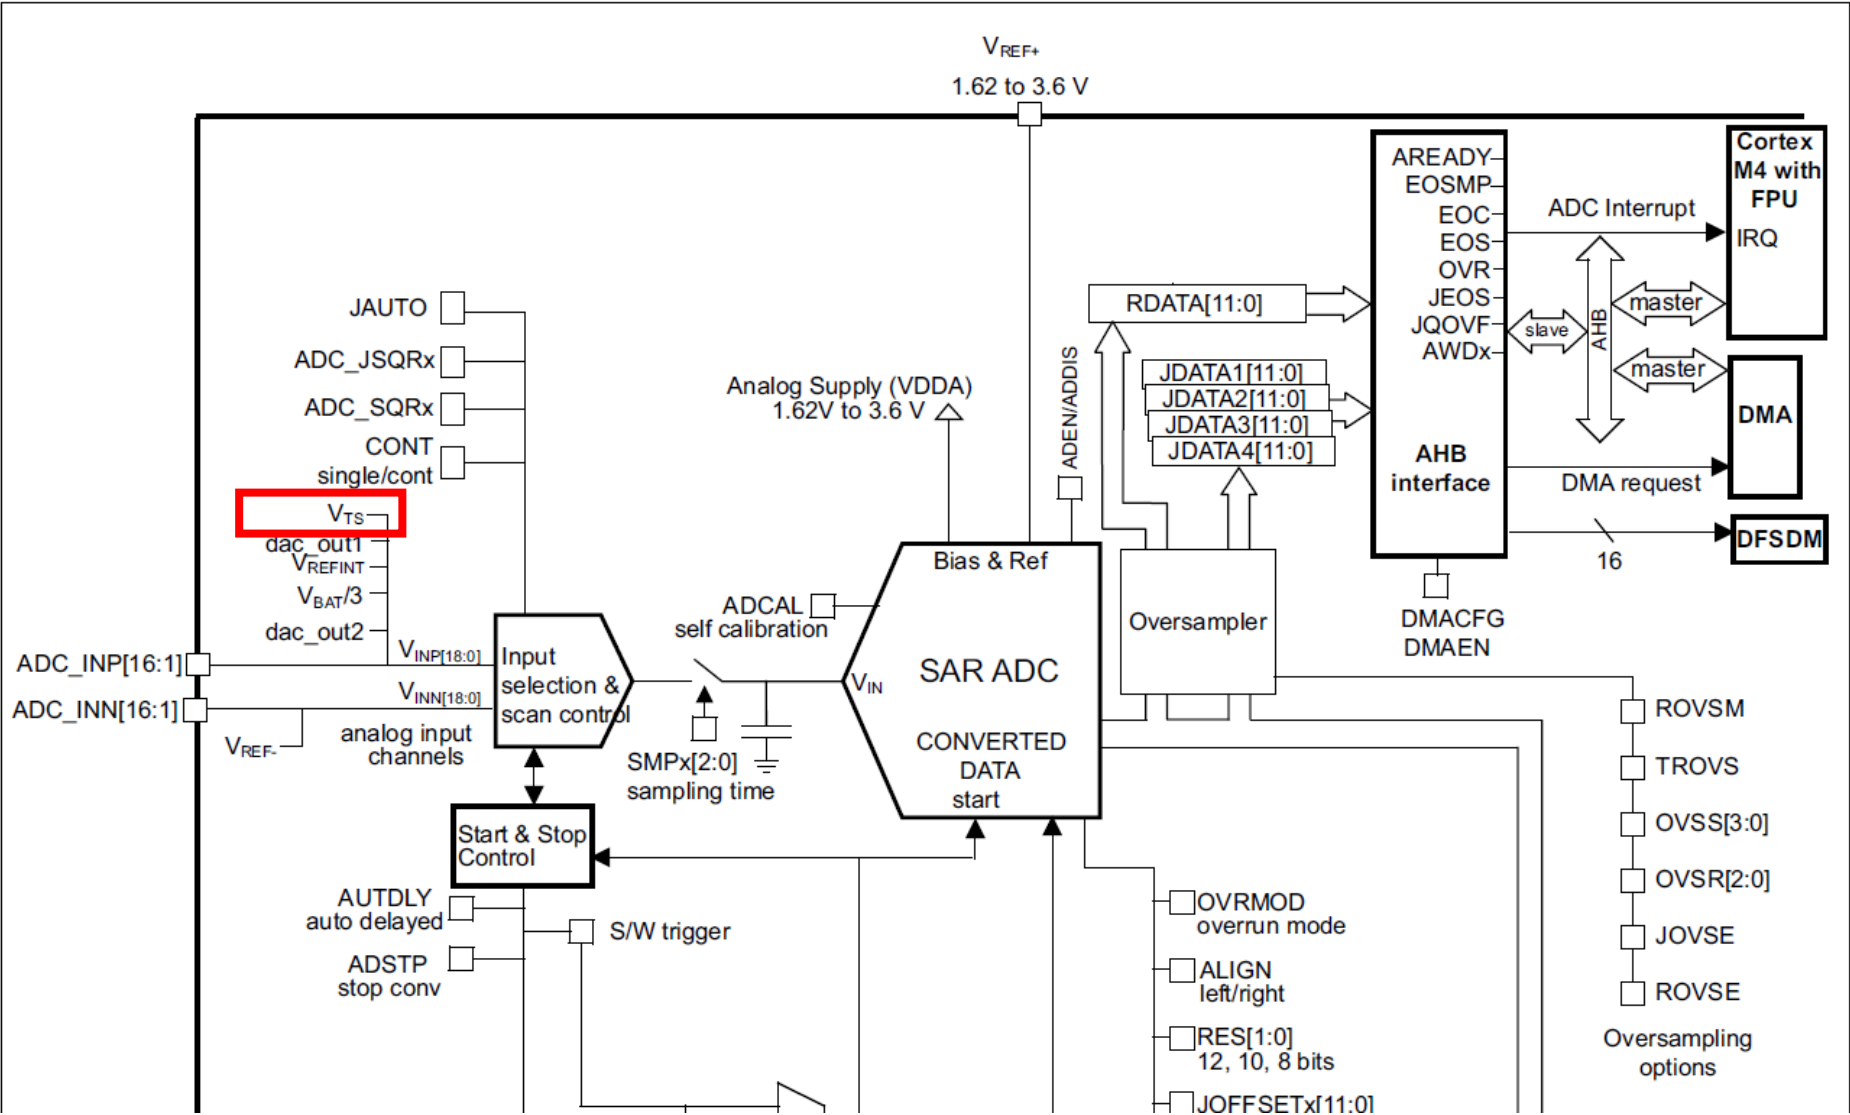 VREF+
1.62 to 3.6 V
Cortex
M4 with
FPU
IRQ
AREADY
EOSMP
EOC
EOS
OVR
JEOS
JQOVF
AWDx
AHB
interface
ADC Interrupt
slave
AHB
master
master
DMA
DMA request
16
DFSDM
DMACFG
DMAEN
RDATA[11:0]
JDATA1[11:0]
JDATA2[11:0]
JDATA3[11:0]
JDATA4[11:0]
JAUTO
ADC_JSQRx
ADC_SQRx
CONT
single/cont
Analog Supply (VDDA)
1.62V to 3.6 V
ADEN/ADDIS
VTS
dac_out1
VREFINT
VBAT/3
dac_out2
ADC_INP[16:1]
VINP[18:0]
ADC_INN[16:1]
VINN[18:0]
VREF-
analog input
channels
Input
selection &
scan control
ADCAL
self calibration
SMPx[2:0]
sampling time
Bias & Ref
VIN
SAR ADC
CONVERTED
DATA
start
Oversampler
ROVSM
TROVS
OVSS[3:0]
OVSR[2:0]
JOVSE
ROVSE
Oversampling
options
Start & Stop
Control
AUTDLY
auto delayed
ADSTP
stop conv
S/W trigger
OVRMOD
overrun mode
ALIGN
left/right
RES[1:0]
12, 10, 8 bits
JOFFSETx[11:0]